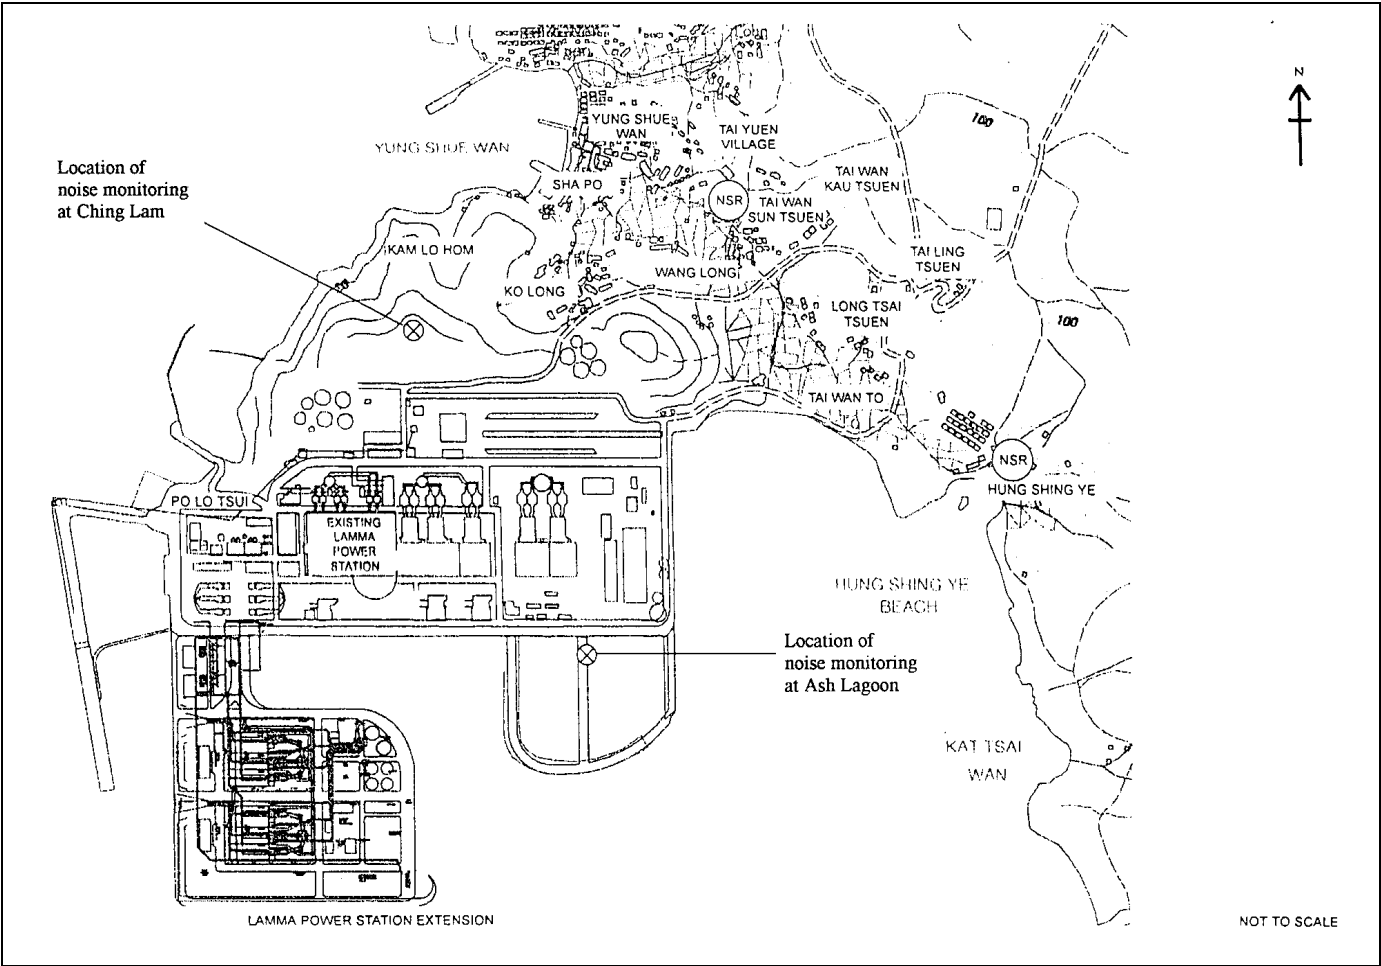 N
100
YUNG SHUE
WAN
TAI YUEN
VILLAGE
YUNG SHUE WAN
Location of
noise monitoring
at Ching Lam
TAI WAN
KAU TSUEN
SHA PO
NSR
TAI WAN
SUN TSUEN
KAM LO HOM
TAI LING
TSUEN
WANG LONG
KO LONG
LONG TSAI
TSUEN
100
TAI WAN TO
NSR
HUNG SHING YE
PO LO TSUI
EXISTING
LAMMA
POWER
STATION
HUNG SHING YE
BEACH
Location of
noise monitoring
at Ash Lagoon
KAT TSAI
WAN
LAMMA POWER STATION EXTENSION
NOT TO SCALE